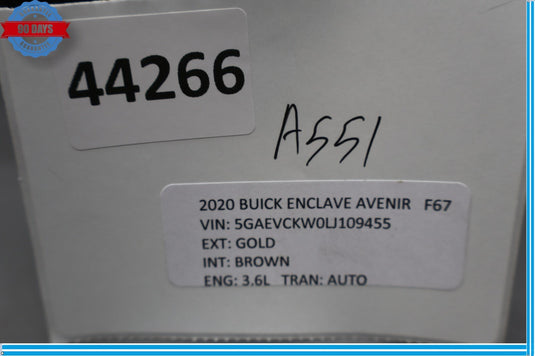 90 DAYS
44266
A551
2020 BUICK ENCLAVE AVENIR F67
VIN: 5GAEVCKW0LJ109455
EXT: GOLD
INT: BROWN
ENG: 3.6L TRAN: AUTO